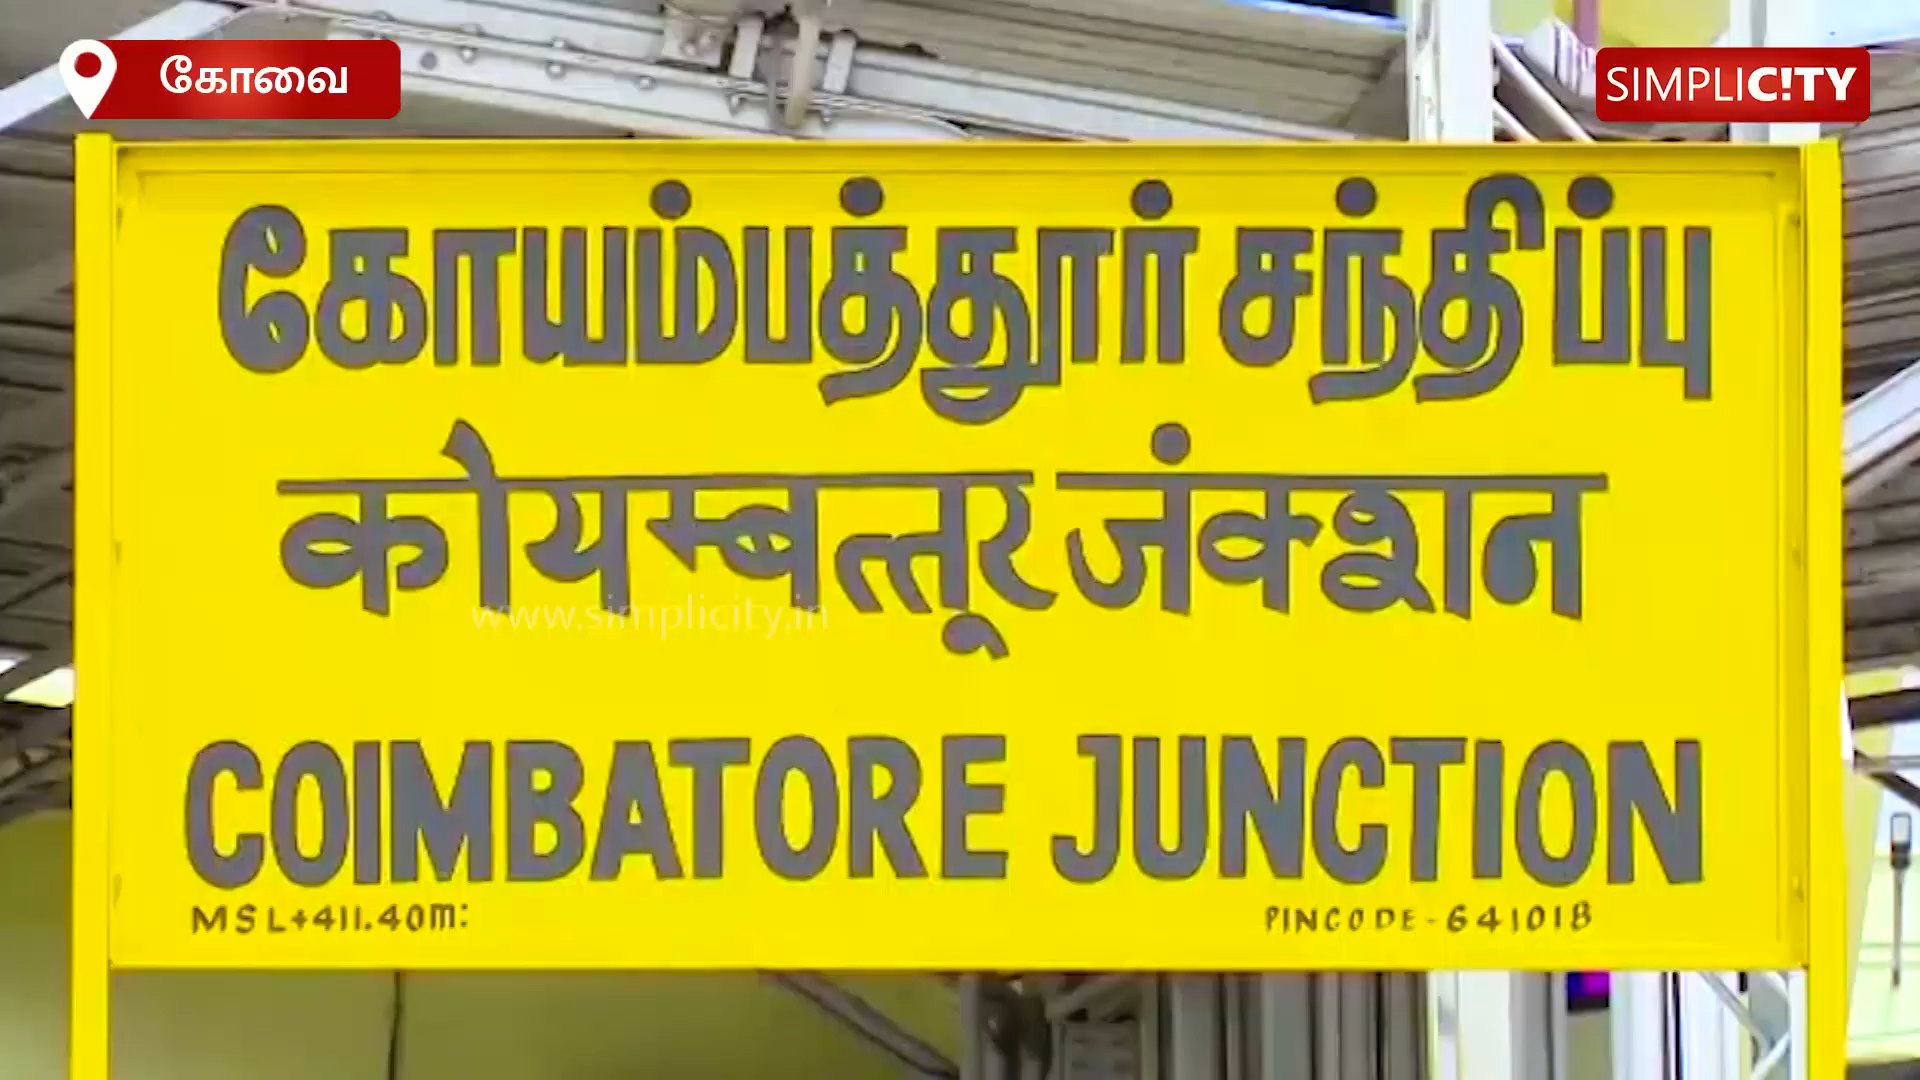 கோவை
SIMPLIC!TY
கோயம்பத்தூர் சந்திப்பு
कोयम्बत्तूर जंक्शन
www.simplicity.in
COIMBATORE JUNCTION
MSL+411.40m:
PINCODE-641018